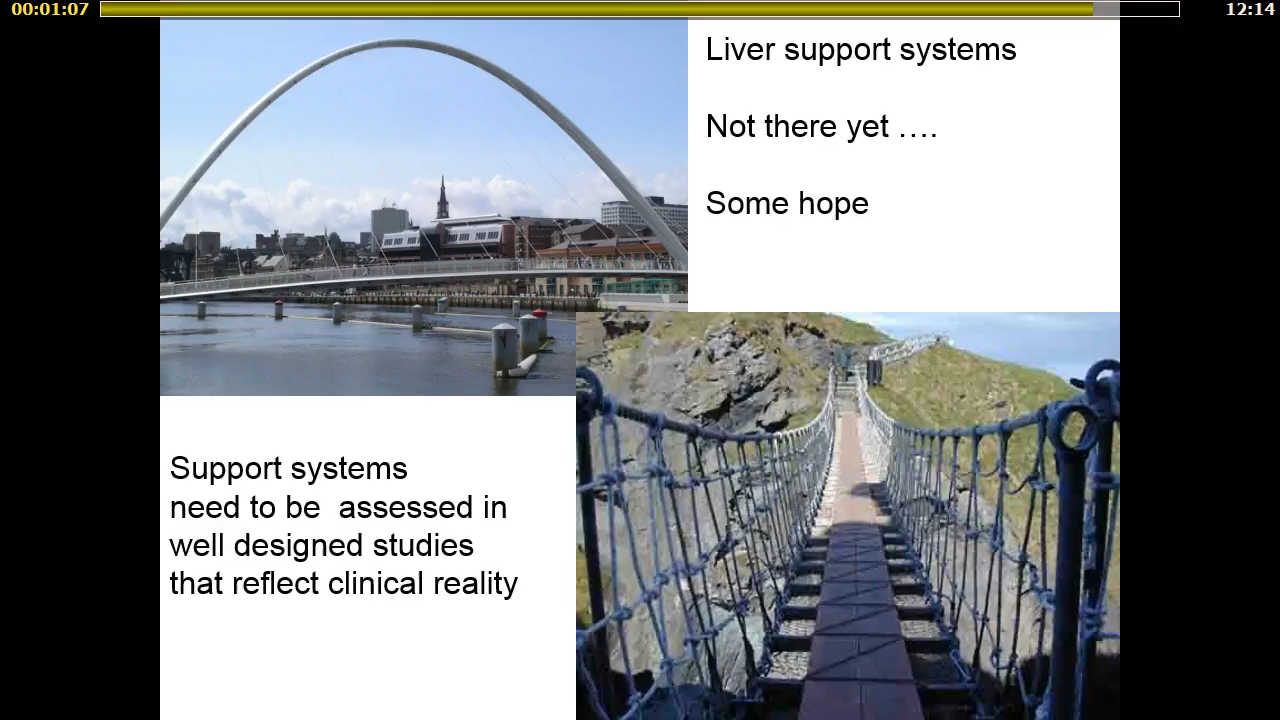 00:01:07
12:14
Liver support systems
Not there yet ….
Some hope
Support systems
need to be  assessed in
well designed studies
that reflect clinical reality